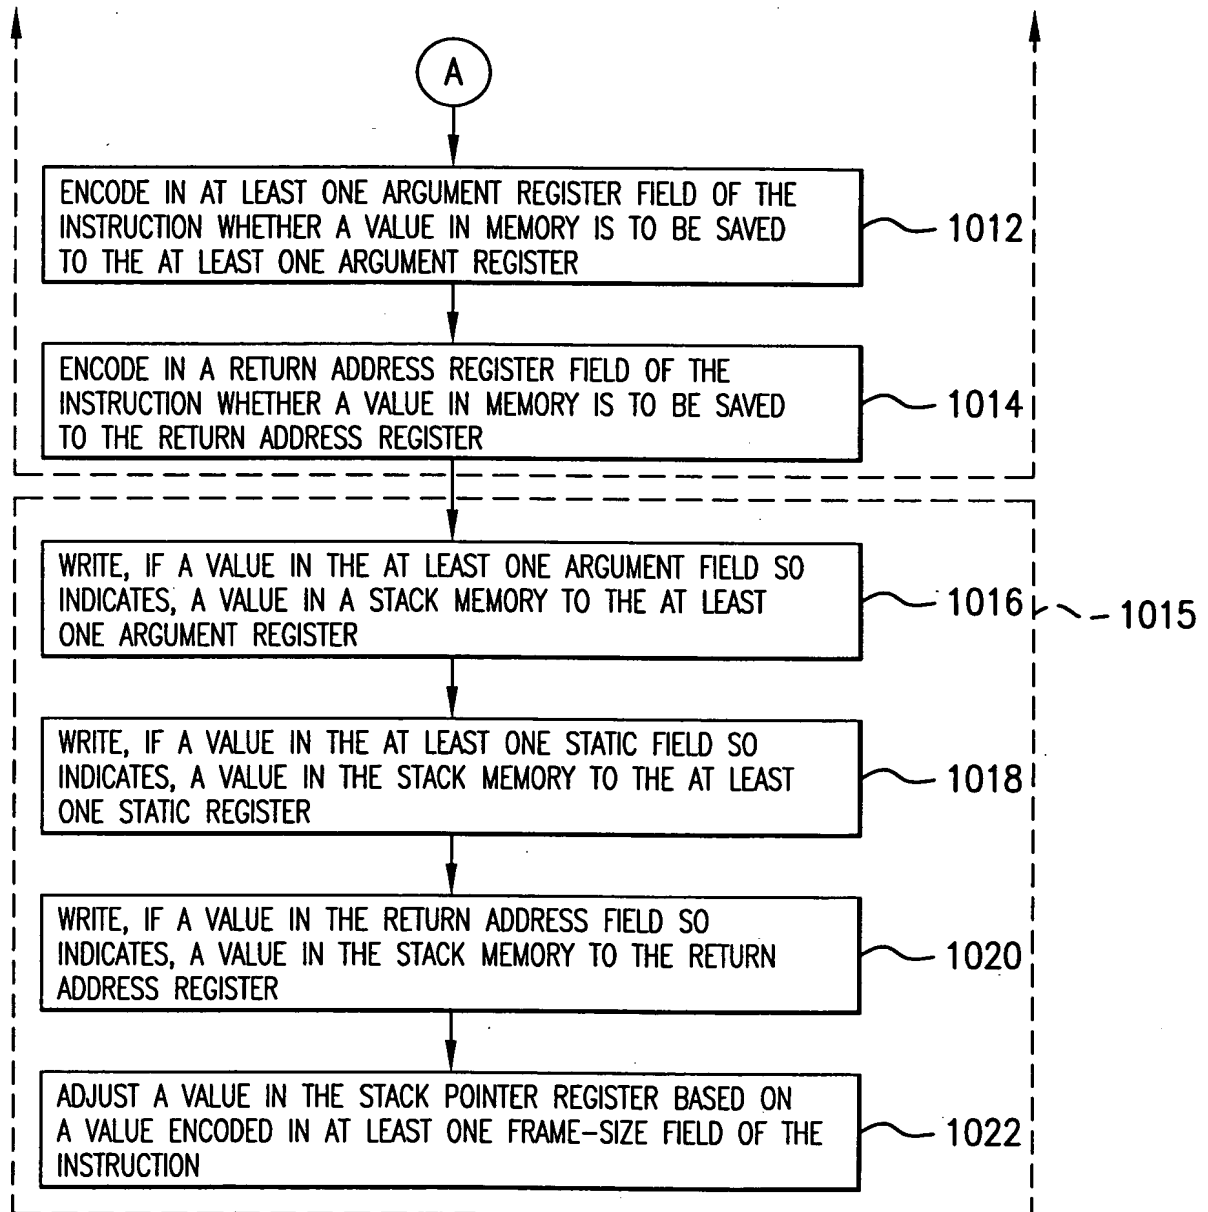 A
ENCODE IN AT LEAST ONE ARGUMENT REGISTER FIELD OF THE
INSTRUCTION WHETHER A VALUE IN MEMORY IS TO BE SAVED
TO THE AT LEAST ONE ARGUMENT REGISTER
1012
ENCODE IN A RETURN ADDRESS REGISTER FIELD OF THE
INSTRUCTION WHETHER A VALUE IN MEMORY IS TO BE SAVED
TO THE RETURN ADDRESS REGISTER
1014
WRITE, IF A VALUE IN THE AT LEAST ONE ARGUMENT FIELD SO
INDICATES, A VALUE IN A STACK MEMORY TO THE AT LEAST
ONE ARGUMENT REGISTER
1016
1015
WRITE, IF A VALUE IN THE AT LEAST ONE STATIC FIELD SO
INDICATES, A VALUE IN THE STACK MEMORY TO THE AT LEAST
ONE STATIC REGISTER
1018
WRITE, IF A VALUE IN THE RETURN ADDRESS FIELD SO
INDICATES, A VALUE IN THE STACK MEMORY TO THE RETURN
ADDRESS REGISTER
1020
ADJUST A VALUE IN THE STACK POINTER REGISTER BASED ON
A VALUE ENCODED IN AT LEAST ONE FRAME-SIZE FIELD OF THE
INSTRUCTION
1022